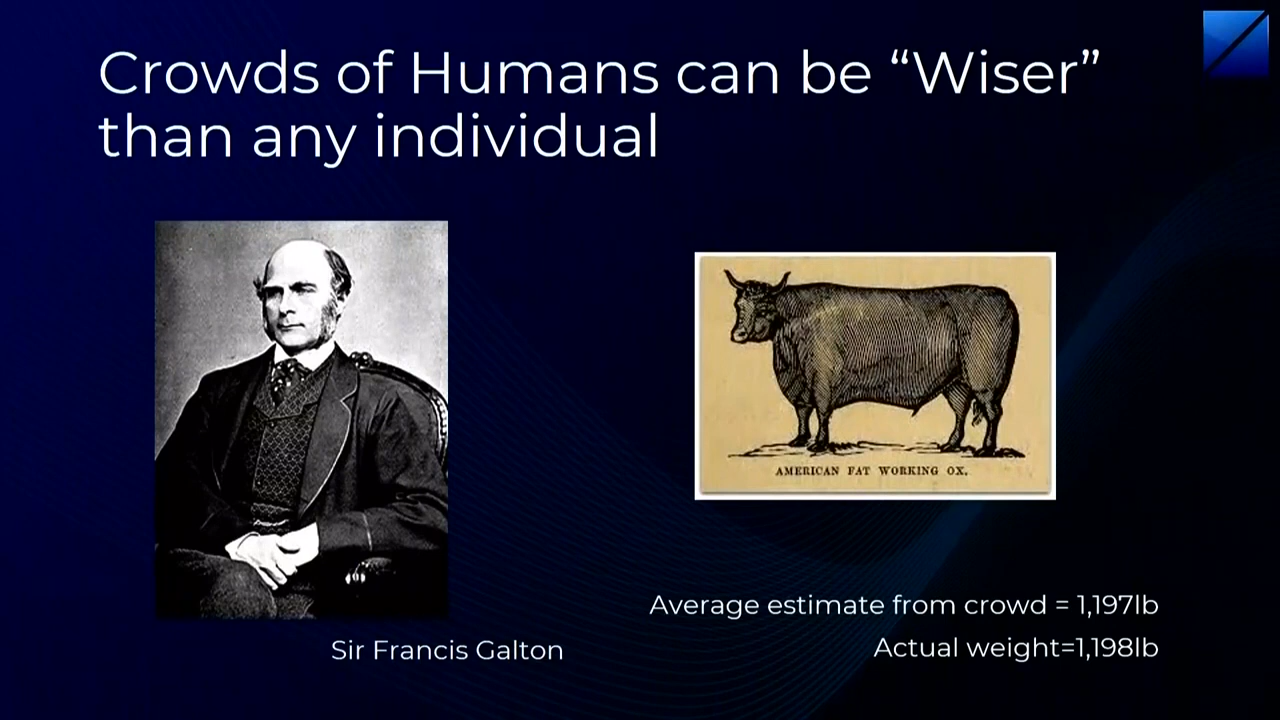 Crowds of Humans can be “Wiser”
than any individual
AMERICAN FAT WORKING OX.
Average estimate from crowd = 1,197lb
Actual weight=1,198lb
Sir Francis Galton